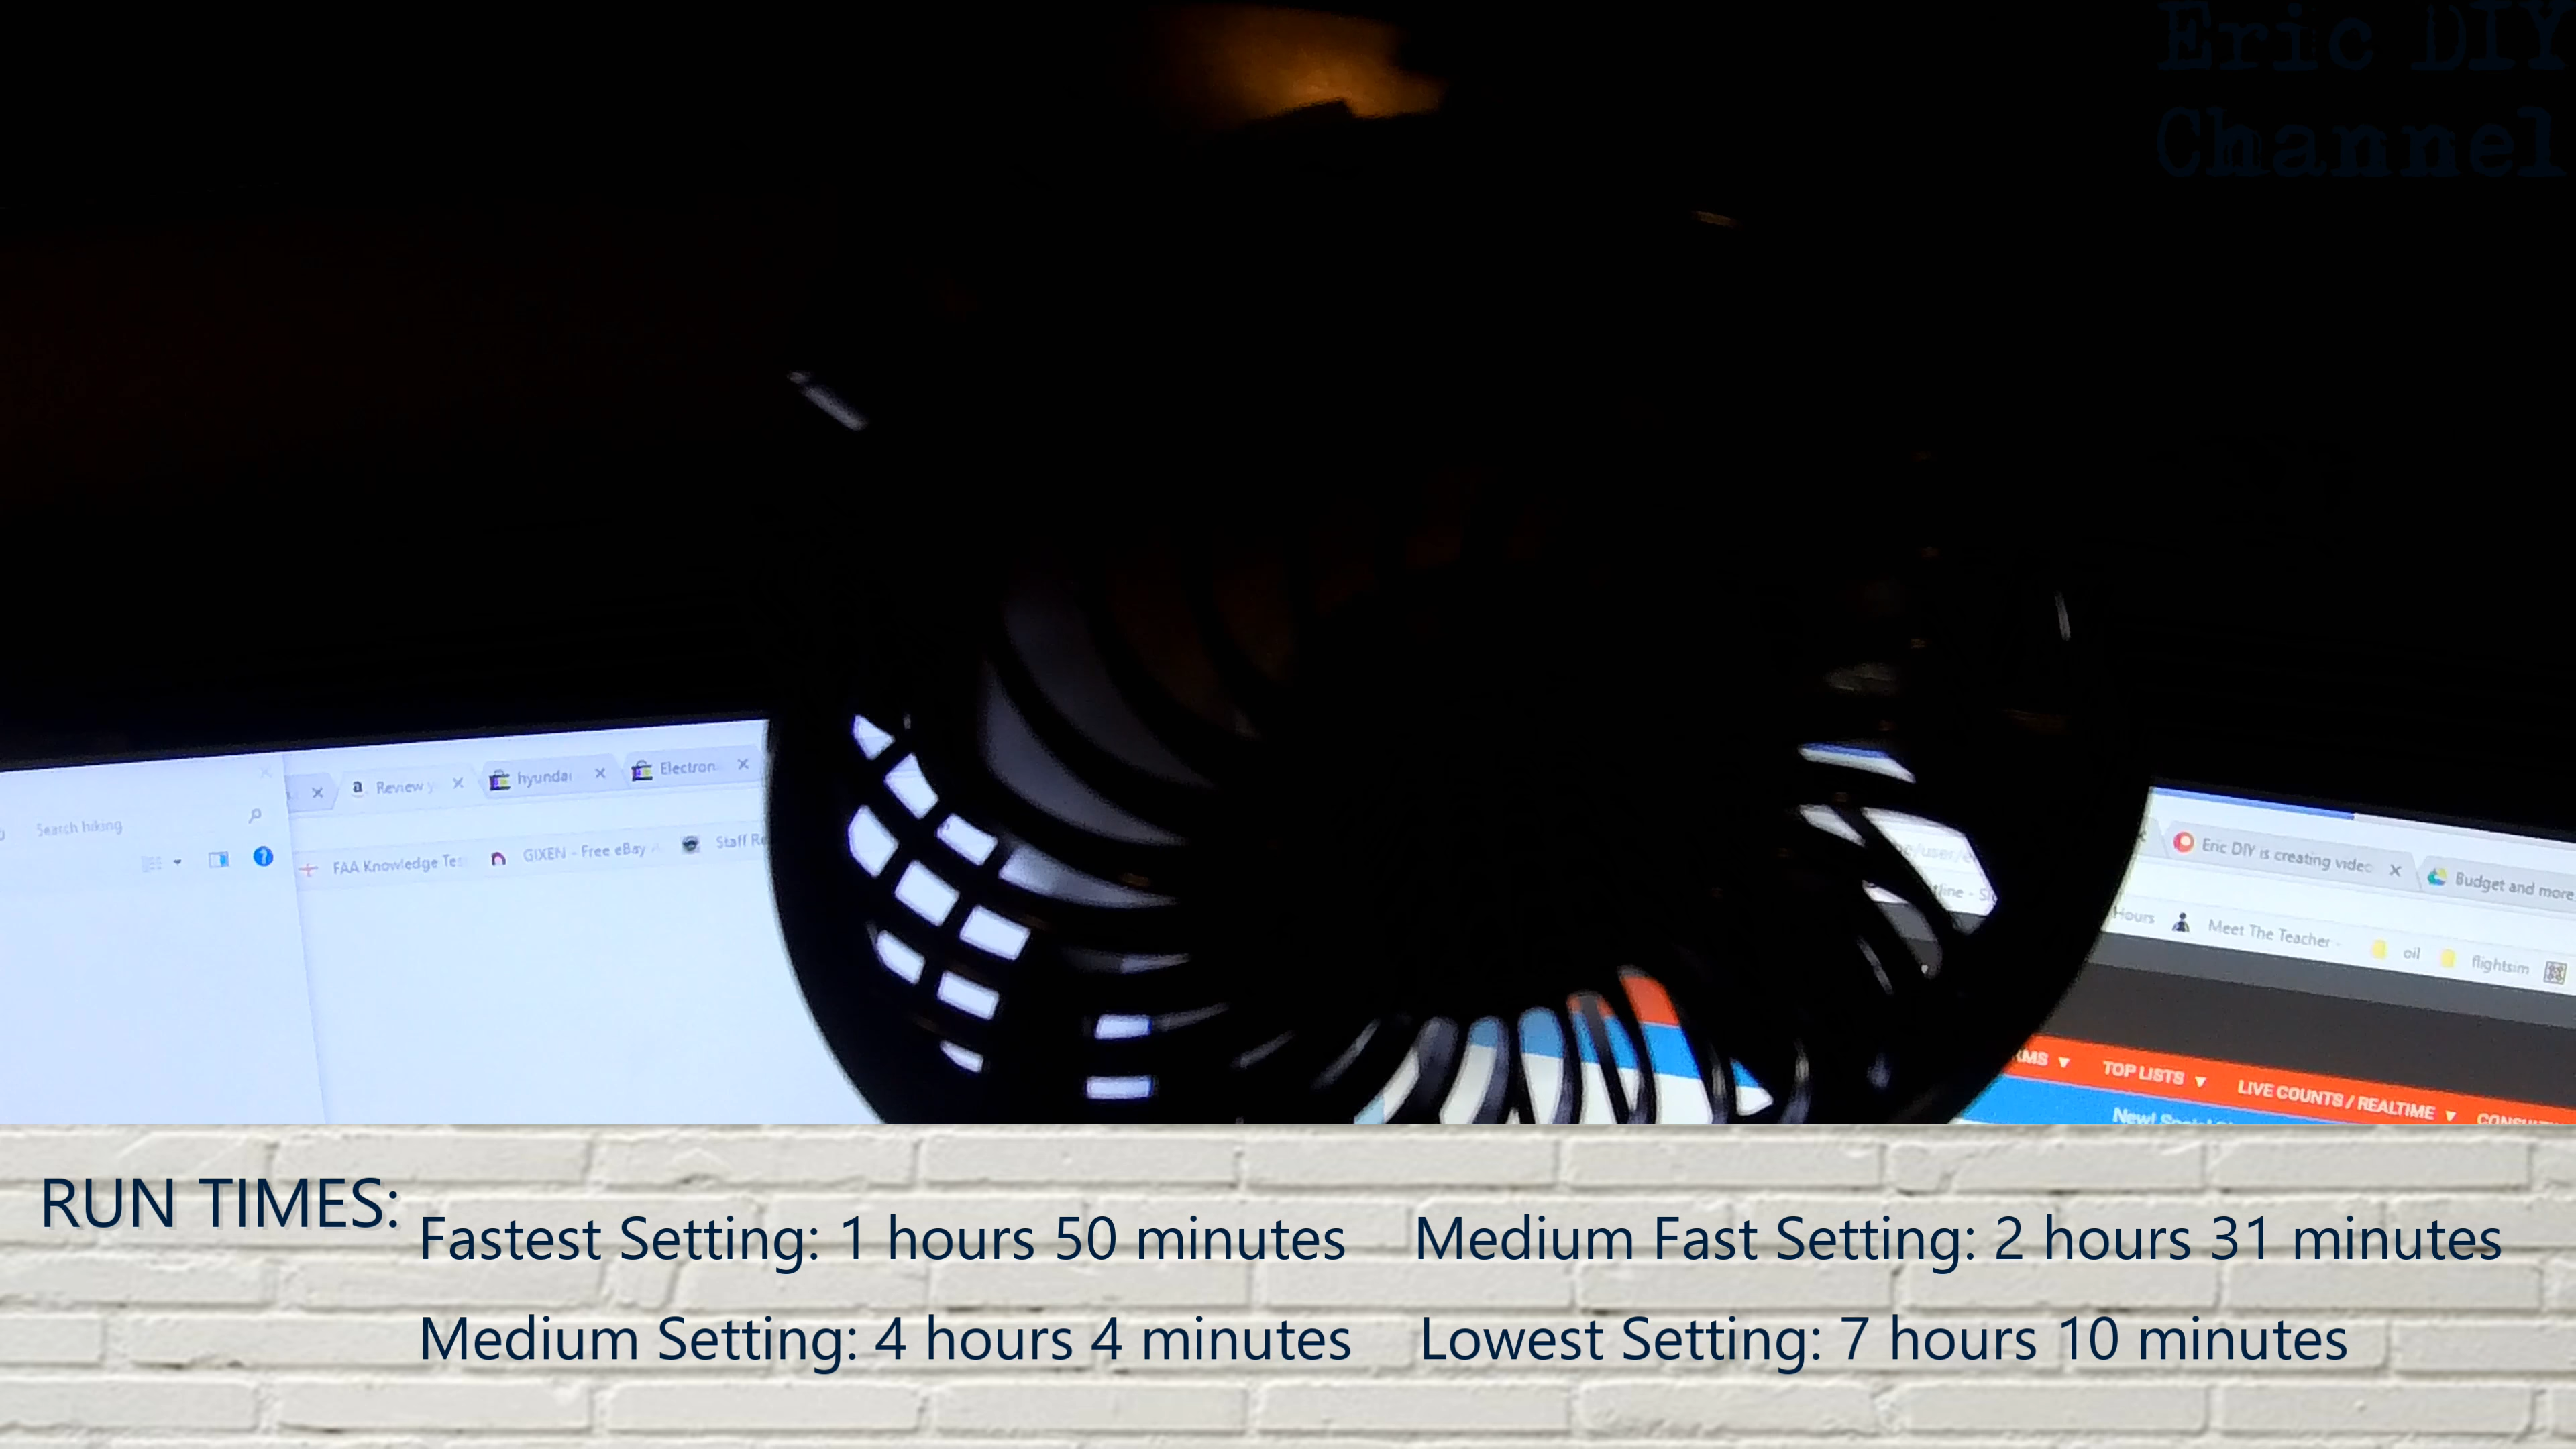 Eric DIY
Channel
Review
hyundai
Electron
Search hiking
FAA Knowledge Te
GIXEN - Free eBay
Staff Re
Eric DIY is creating video
Budget and more
/user/
Hours
Meet The Teacher -
oil
flightsim
TOP LISTS ▼
LIVE COUNTS / REALTIME ▼
New!
RUN TIMES:
Fastest Setting: 1 hours 50 minutes
Medium Fast Setting: 2 hours 31 minutes
Medium Setting: 4 hours 4 minutes
Lowest Setting: 7 hours 10 minutes